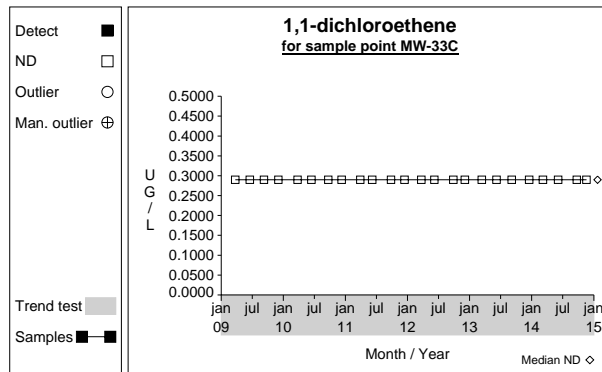 Detect
ND
Outlier
Man. outlier
Trend test
Samples
1,1-dichloroethene
for sample point MW-33C
U
G
/
L
0.5000
0.4500
0.4000
0.3500
0.3000
0.2500
0.2000
0.1500
0.1000
0.0500
0.0000
jan jul jan jul jan jul jan jul jan jul jan jul jan
09 10 11 12 13 14 15
Month / Year
Median ND